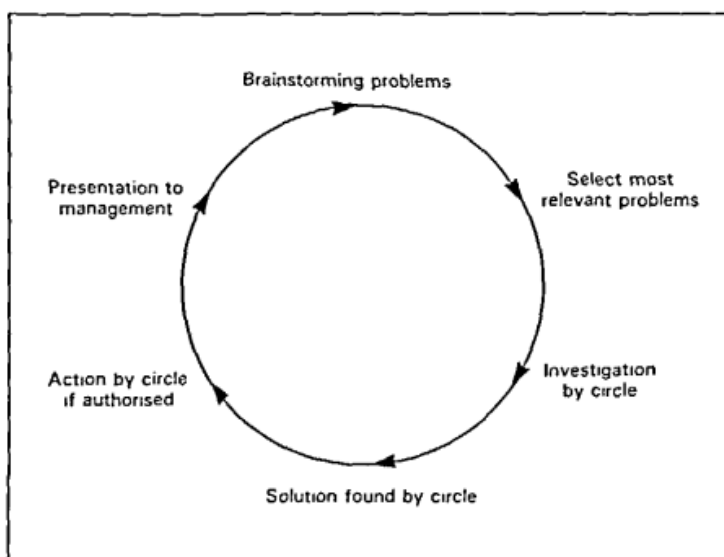 Brainstorming problems
Select most
relevant problems
Investigation
by circle
Solution found by circle
Action by circle
if authorised
Presentation to
management